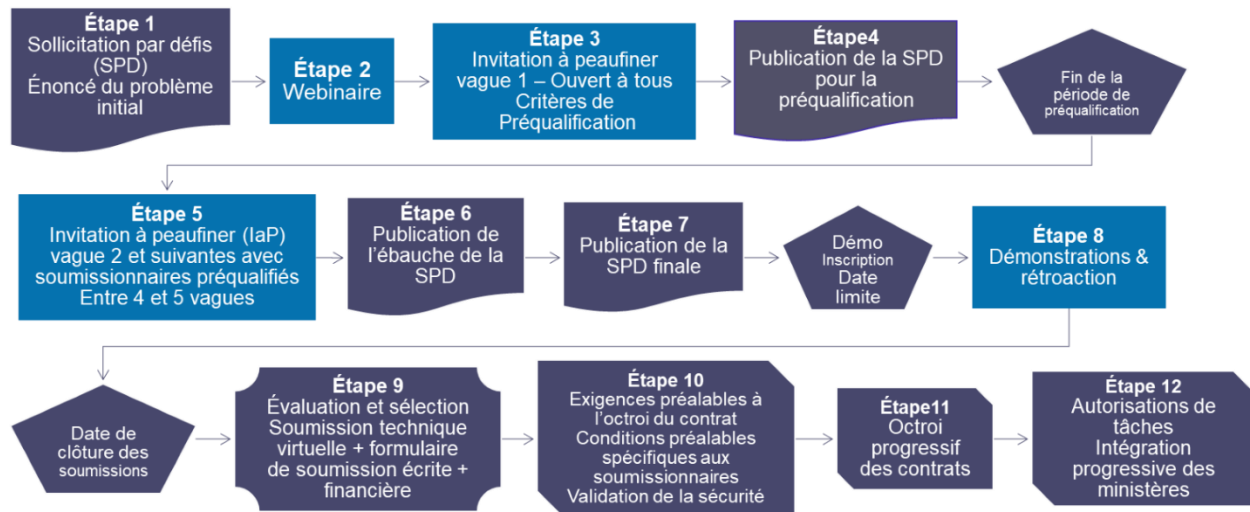 Étape 1
Sollicitation par défis
(SPD)
Énoncé du problème
initial
Étape 2
Webinaire
Étape 3
Invitation à peaufiner
vague 1 – Ouvert à tous
Critères de
Préqualification
Étape4
Publication de la SPD
pour la
préqualification
Fin de la
période de
préqualification
Étape 5
Invitation à peaufiner (IaP)
vague 2 et suivantes avec
soumissionnaires préqualifiés
Entre 4 et 5 vagues
Étape 6
Publication de
l'ébauche de la
SPD
Étape 7
Publication de la
SPD finale
Démo
Inscription
Date
limite
Étape 8
Démonstrations &
rétroaction
Date de
clôture des
soumissions
Étape 9
Évaluation et sélection
Soumission technique
virtuelle + formulaire
de soumission écrite +
financière
Étape 10
Exigences préalables à
l'octroi du contrat
Conditions préalables
spécifiques aux
soumissionnaires
Validation de la sécurité
Étape11
Octroi
progressif
des contrats
Étape 12
Autorisations de
tâches
Intégration
progressive des
ministères